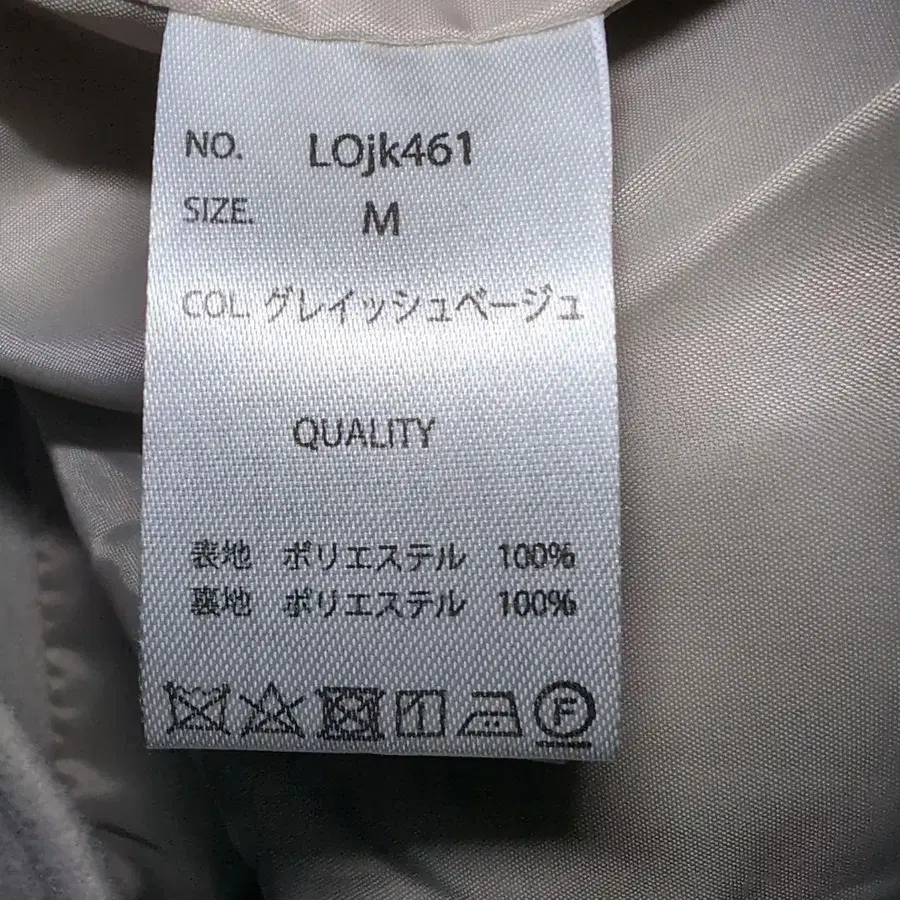 NO. LOjk461
SIZE. M
COL. グレイッシュベージュ
QUALITY
表地 ポリエステル 100%
裏地 ポリエステル 100%
F